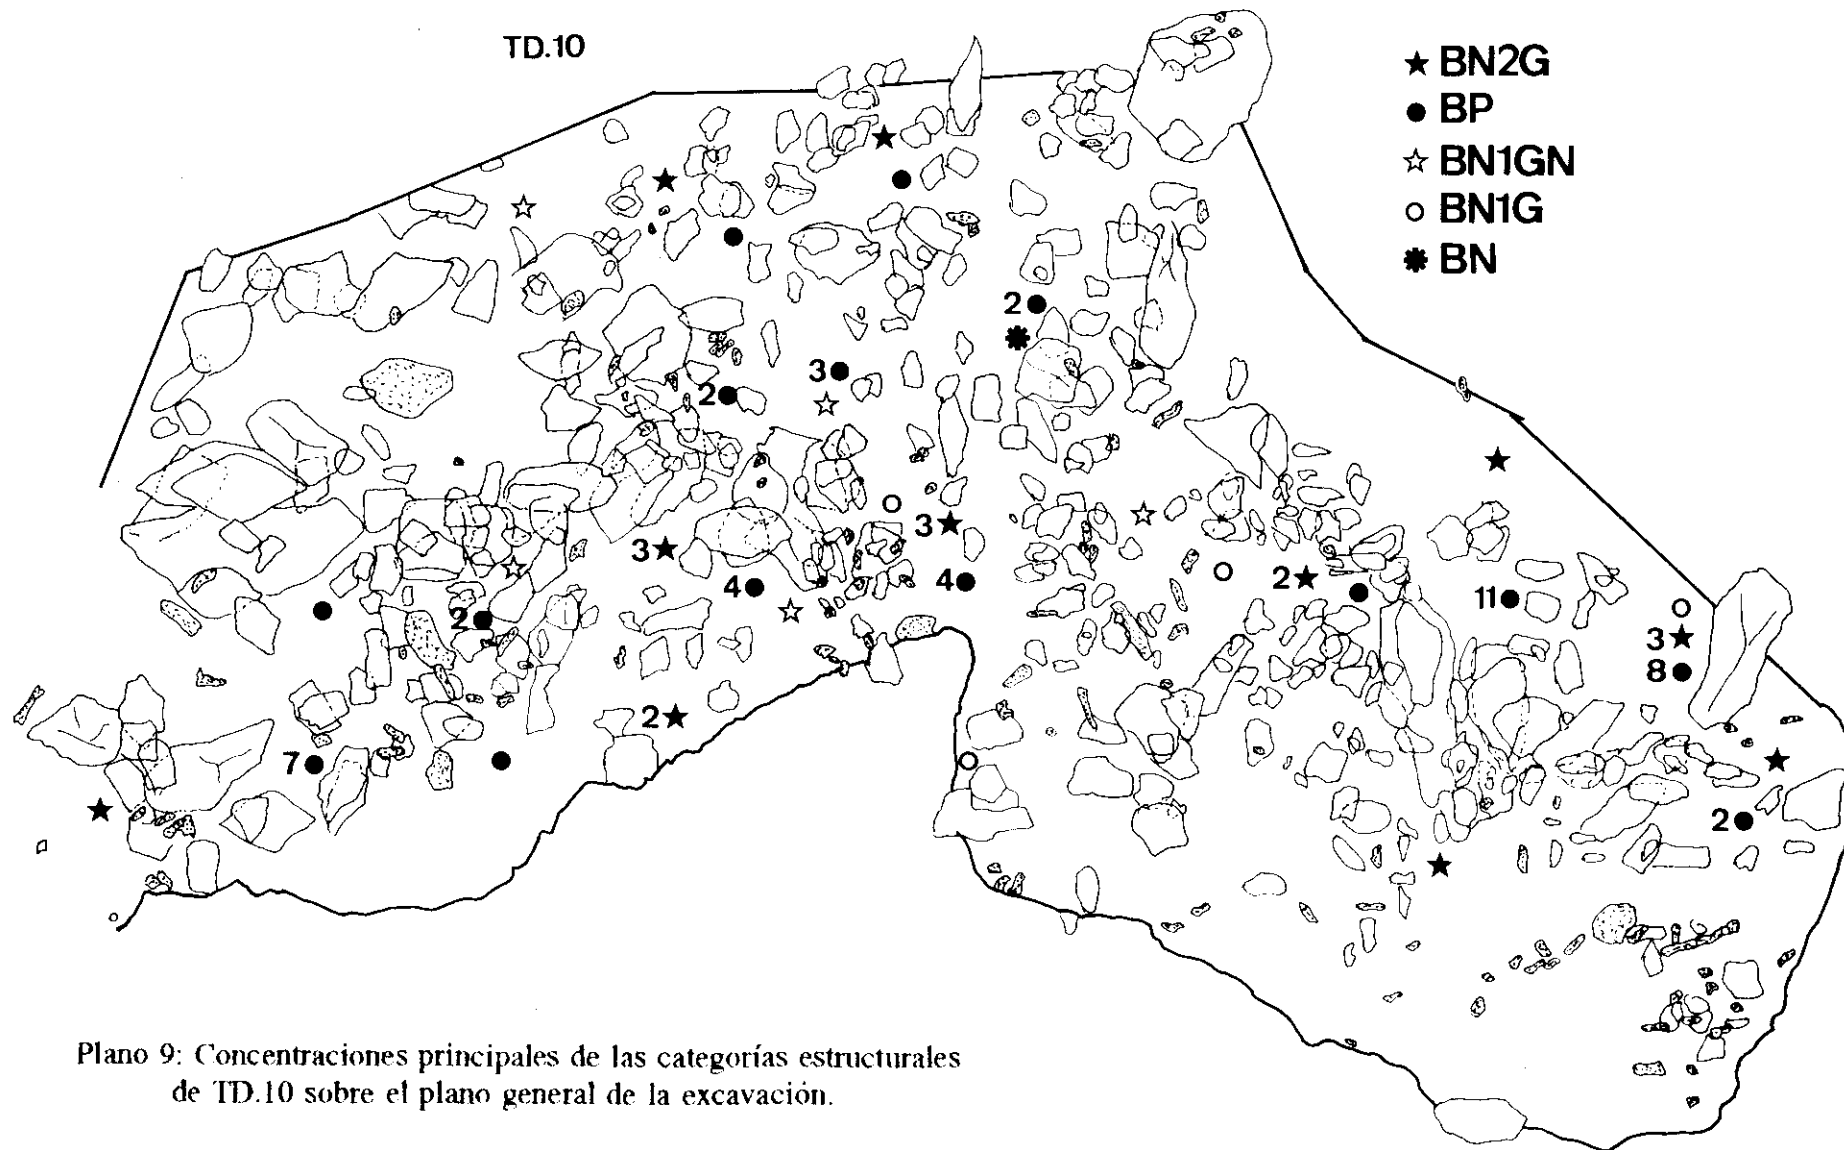 TD.10
★ BN2G
● BP
☆ BN1GN
○ BN1G
✸ BN
2
3
2
3
3
4
4
2
2
11
3
8
2
7
2
Plano 9: Concentraciones principales de las categorías estructurales
de TD.10 sobre el plano general de la excavación.